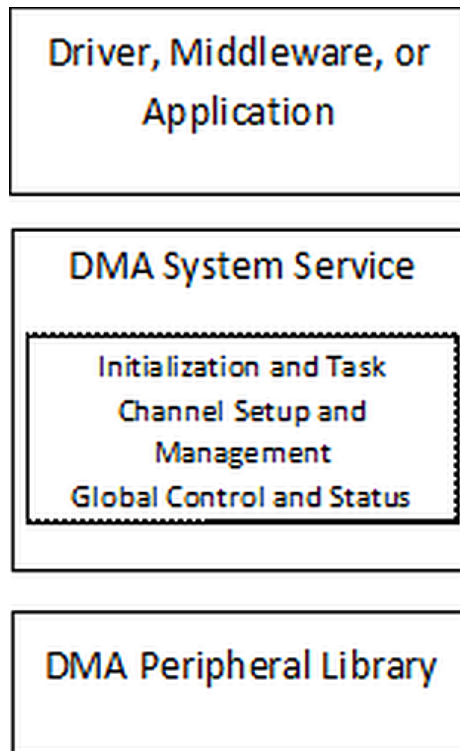 Driver, Middleware, or
Application
DMA System Service
Initialization and Task
Channel Setup and
Management
Global Control and Status
DMA Peripheral Library